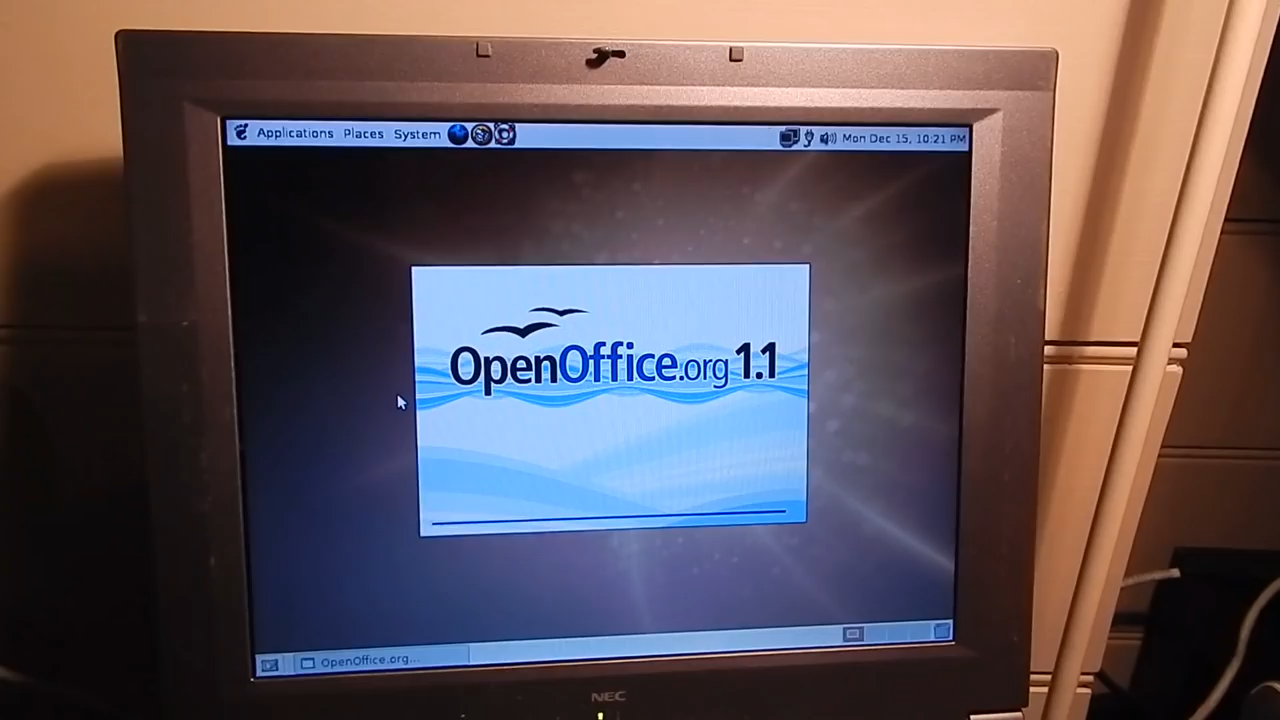 Applications Places System Mon Dec 15, 10:21 PM
OpenOffice.org 1.1
OpenOffice.org...
NEC